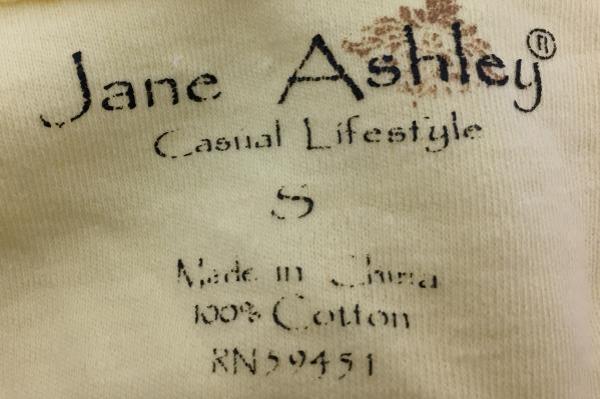 Jane Ashley®
Casual Lifestyle
S
Made in China
100% Cotton
RN59451